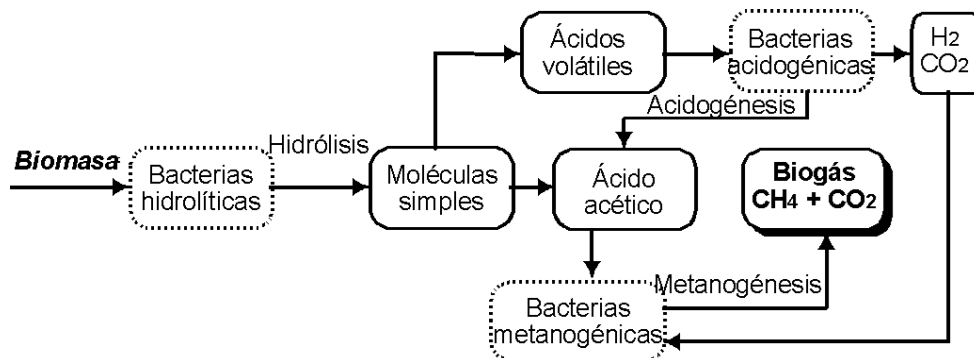 Biomasa
Bacterias
hidrolíticas
Hidrólisis
Moléculas
simples
Ácidos
volátiles
Bacterias
acidogénicas
H2
CO2
Acidogénesis
Ácido
acético
Bacterias
metanogénicas
Metanogénesis
Biogás
CH4 + CO2